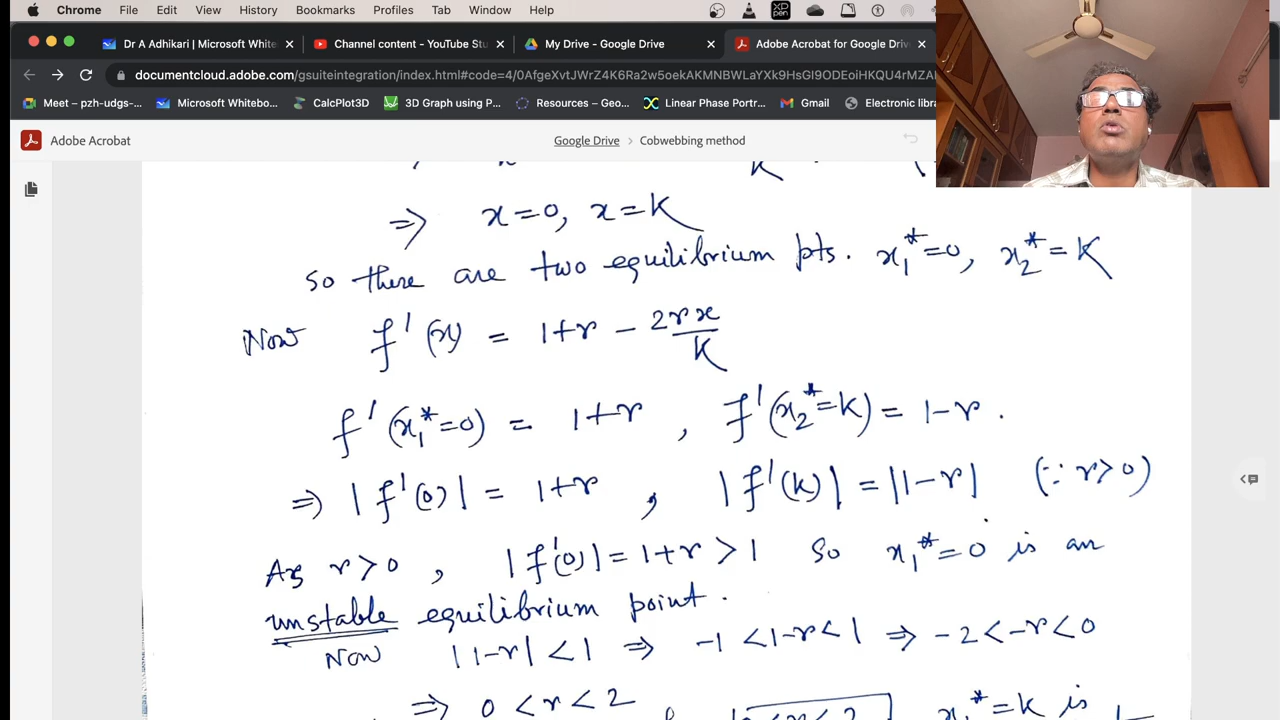 Chrome File Edit View History Bookmarks Profiles Tab Window Help
Dr A Adhikari | Microsoft White × Channel content - YouTube Stu × My Drive - Google Drive × Adobe Acrobat for Google Driv ×
documentcloud.adobe.com/gsuiteintegration/index.html#code=4/0AfgeXvtJWrZ4K6Ra2w5oekAKMNBWLaYXk9HsGl9ODEoiHKQU4rMZA
Meet – pzh-udgs-... Microsoft Whitebo... CalcPlot3D 3D Graph using P... Resources – Geo... Linear Phase Portr... Gmail Electronic libra
Adobe Acrobat Google Drive > Cobwebbing method
K
⇒ x=0, x=K
So there are two equilibrium pts. x₁*=0, x₂*=K
Now f'(x) = 1+r − 2rx/K
f'(x₁*=0) = 1+r , f'(x₂*=K) = 1−r .
⇒ |f'(0)| = 1+r , |f'(K)| = |1−r| (∵ r>0)
As r>0 , |f'(0)| = 1+r > 1 So x₁*=0 is an
unstable equilibrium point.
Now |1−r| < 1 ⇒ −1 < 1−r < 1 ⇒ −2 < −r < 0
⇒ 0 < r < 2